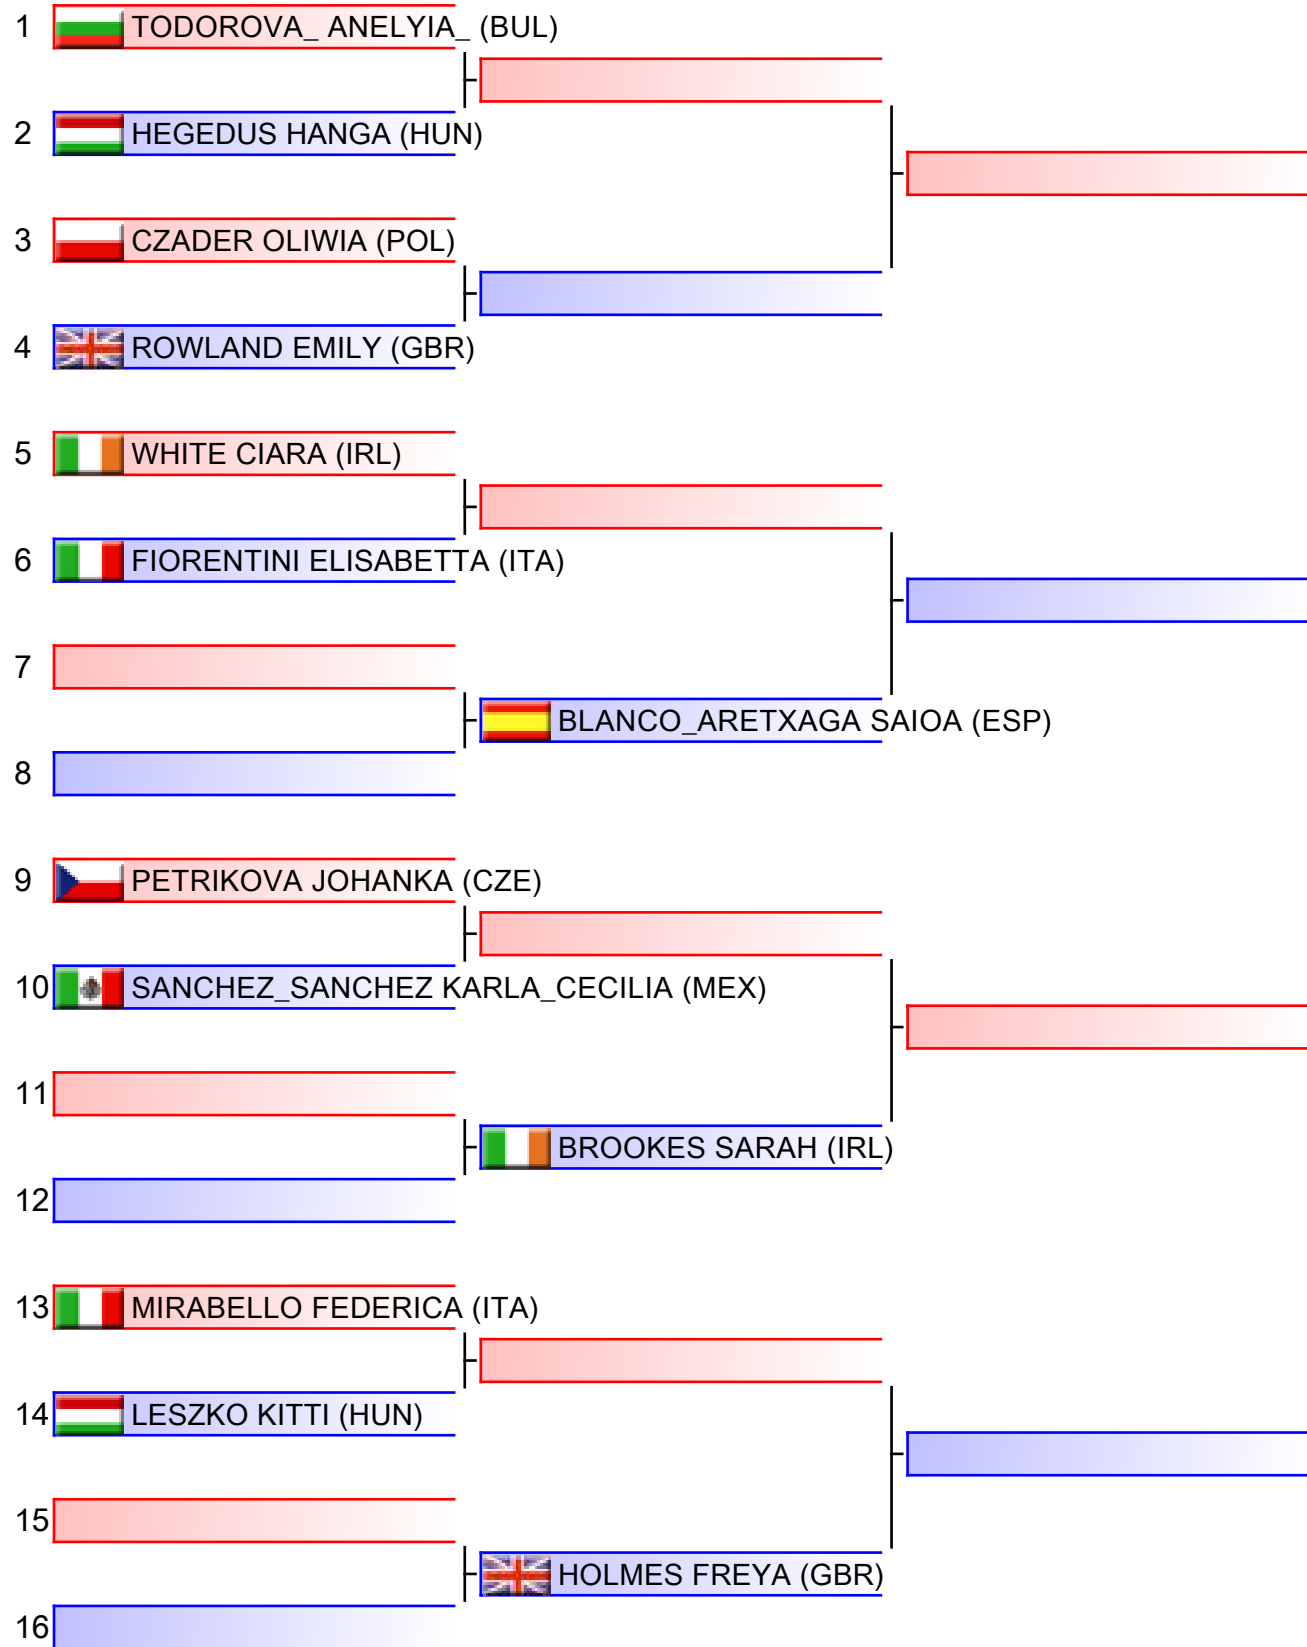 1 TODOROVA_ ANELYIA_ (BUL)
2 HEGEDUS HANGA (HUN)
3 CZADER OLIWIA (POL)
4 ROWLAND EMILY (GBR)
5 WHITE CIARA (IRL)
6 FIORENTINI ELISABETTA (ITA)
7
BLANCO_ARETXAGA SAIOA (ESP)
8
9 PETRIKOVA JOHANKA (CZE)
10 SANCHEZ_SANCHEZ KARLA_CECILIA (MEX)
11
BROOKES SARAH (IRL)
12
13 MIRABELLO FEDERICA (ITA)
14 LESZKO KITTI (HUN)
15
HOLMES FREYA (GBR)
16